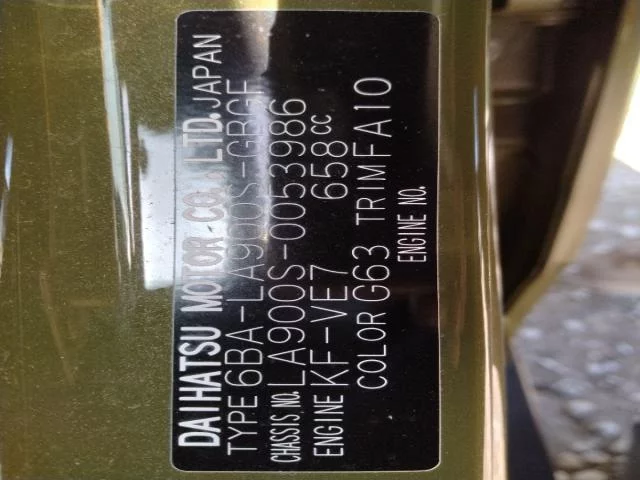 DAIHATSU MOTOR CO., LTD. JAPAN
TYPE 6BA-LA900S-GBGF
CHASSIS NO. LA900S-0053986
ENGINE KF-VE7 658CC
COLOR G63 TRIM FA10
ENGINE NO.